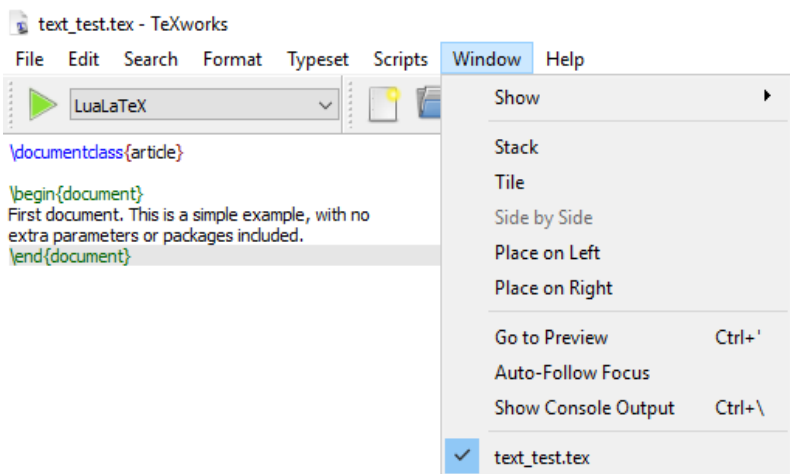 text_test.tex - TeXworks
File Edit Search Format Typeset Scripts Window Help
LuaLaTeX
\documentclass{article}
\begin{document}
First document. This is a simple example, with no
extra parameters or packages included.
\end{document}
Show
Stack
Tile
Side by Side
Place on Left
Place on Right
Go to Preview Ctrl+'
Auto-Follow Focus
Show Console Output Ctrl+\
text_test.tex